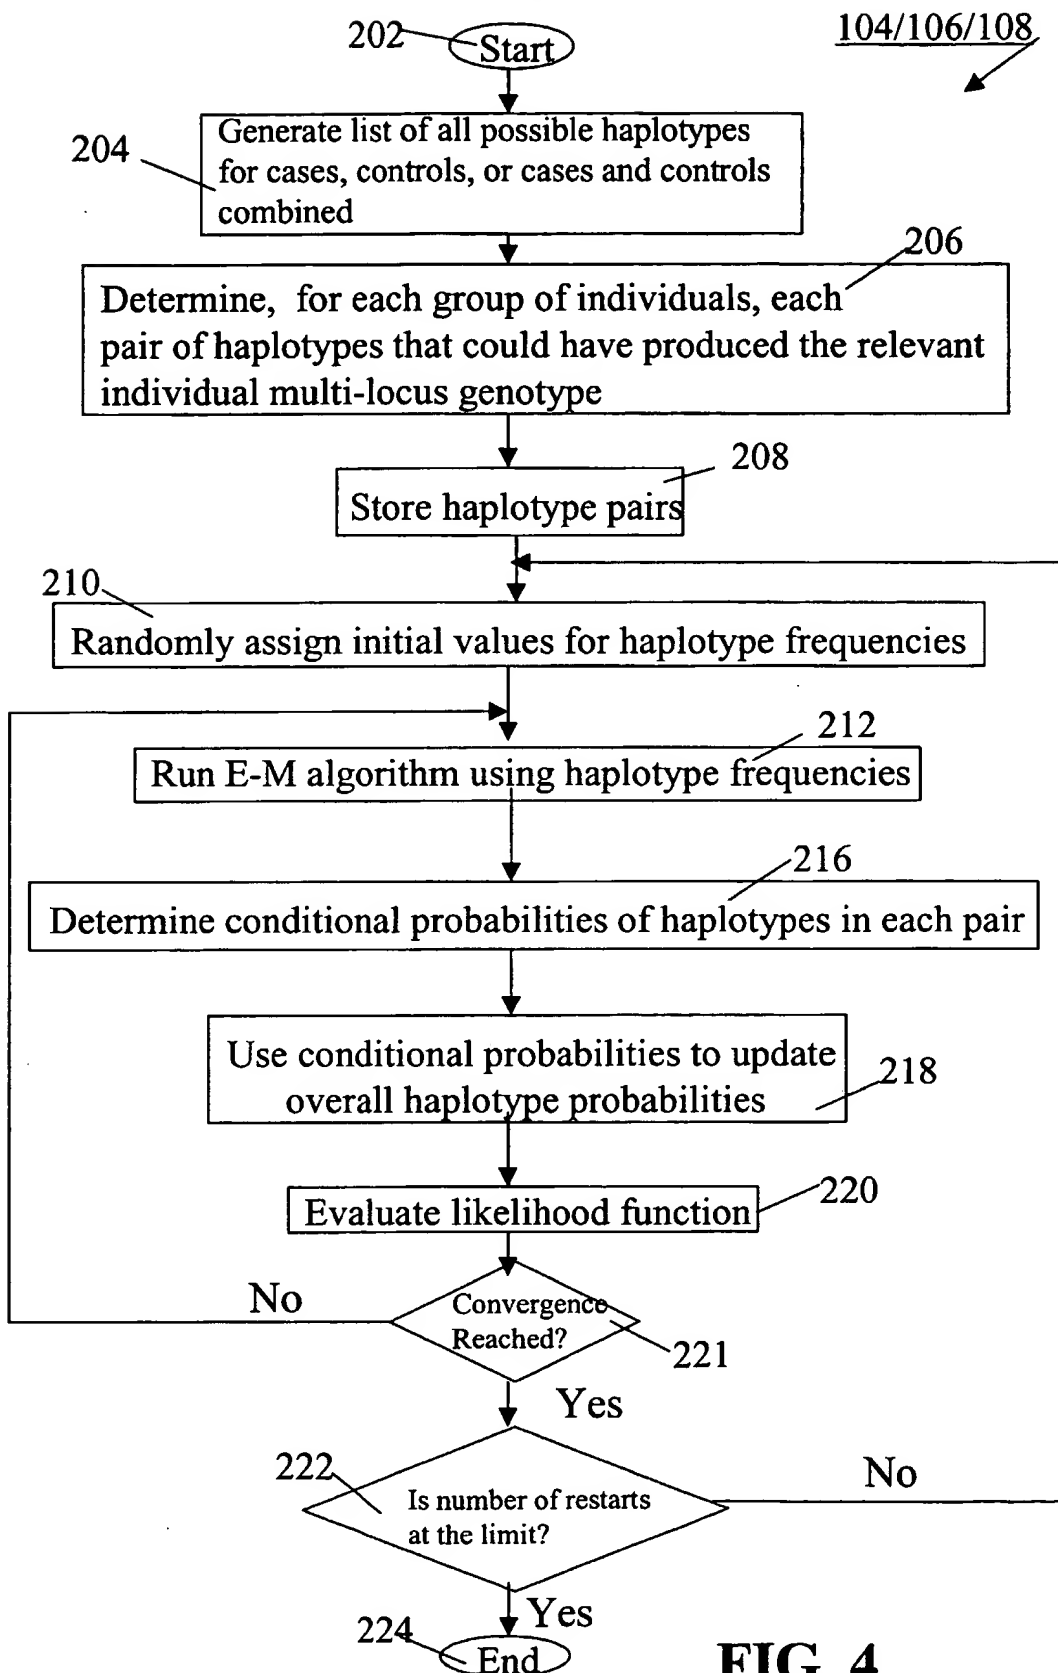 202
Start
104/106/108
204
Generate list of all possible haplotypes
for cases, controls, or cases and controls
combined
206
Determine, for each group of individuals, each
pair of haplotypes that could have produced the relevant
individual multi-locus genotype
208
Store haplotype pairs
210
Randomly assign initial values for haplotype frequencies
212
Run E-M algorithm using haplotype frequencies
216
Determine conditional probabilities of haplotypes in each pair
Use conditional probabilities to update
overall haplotype probabilities
218
220
Evaluate likelihood function
No
Convergence
Reached?
221
Yes
222
Is number of restarts
at the limit?
No
Yes
224
End
FIG. 4